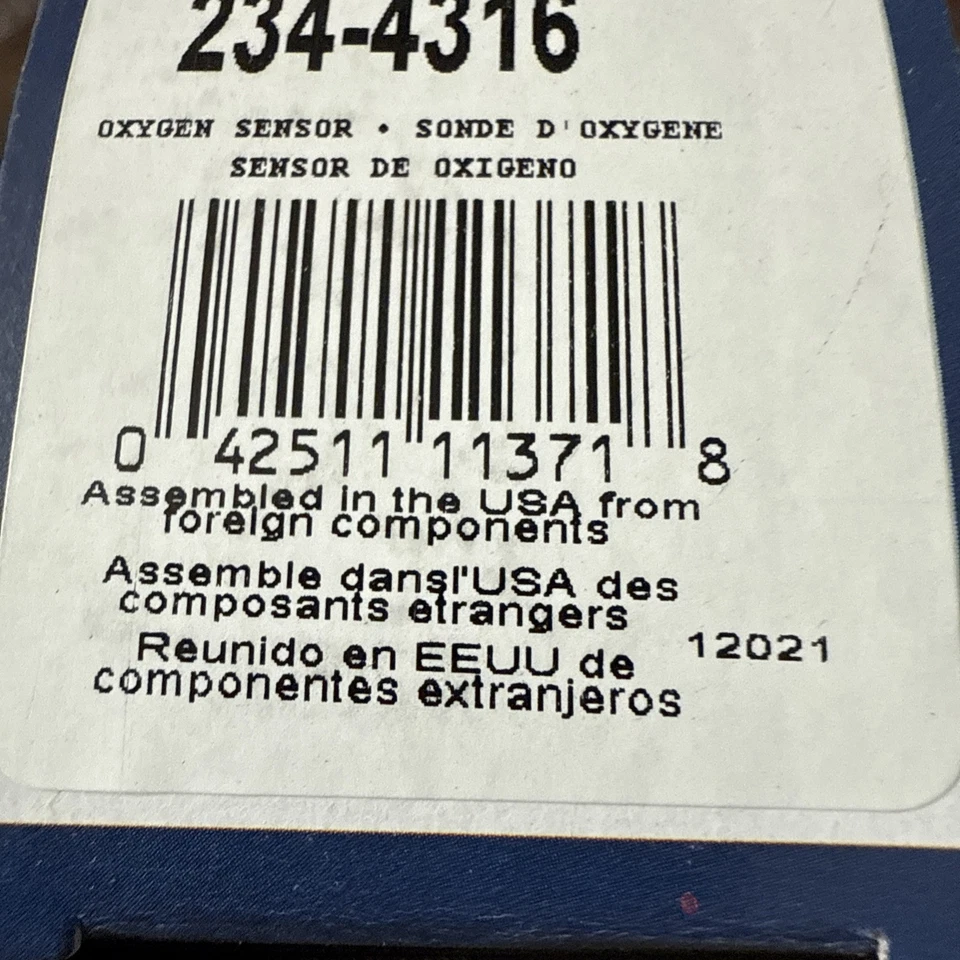 234-4316
OXYGEN SENSOR • SONDE D'OXYGENE
SENSOR DE OXIGENO
0 42511 11371 8
Assembled in the USA from
foreign components
Assemble dansl'USA des
composants etrangers
Reunido en EEUU de
componentes extranjeros
12021